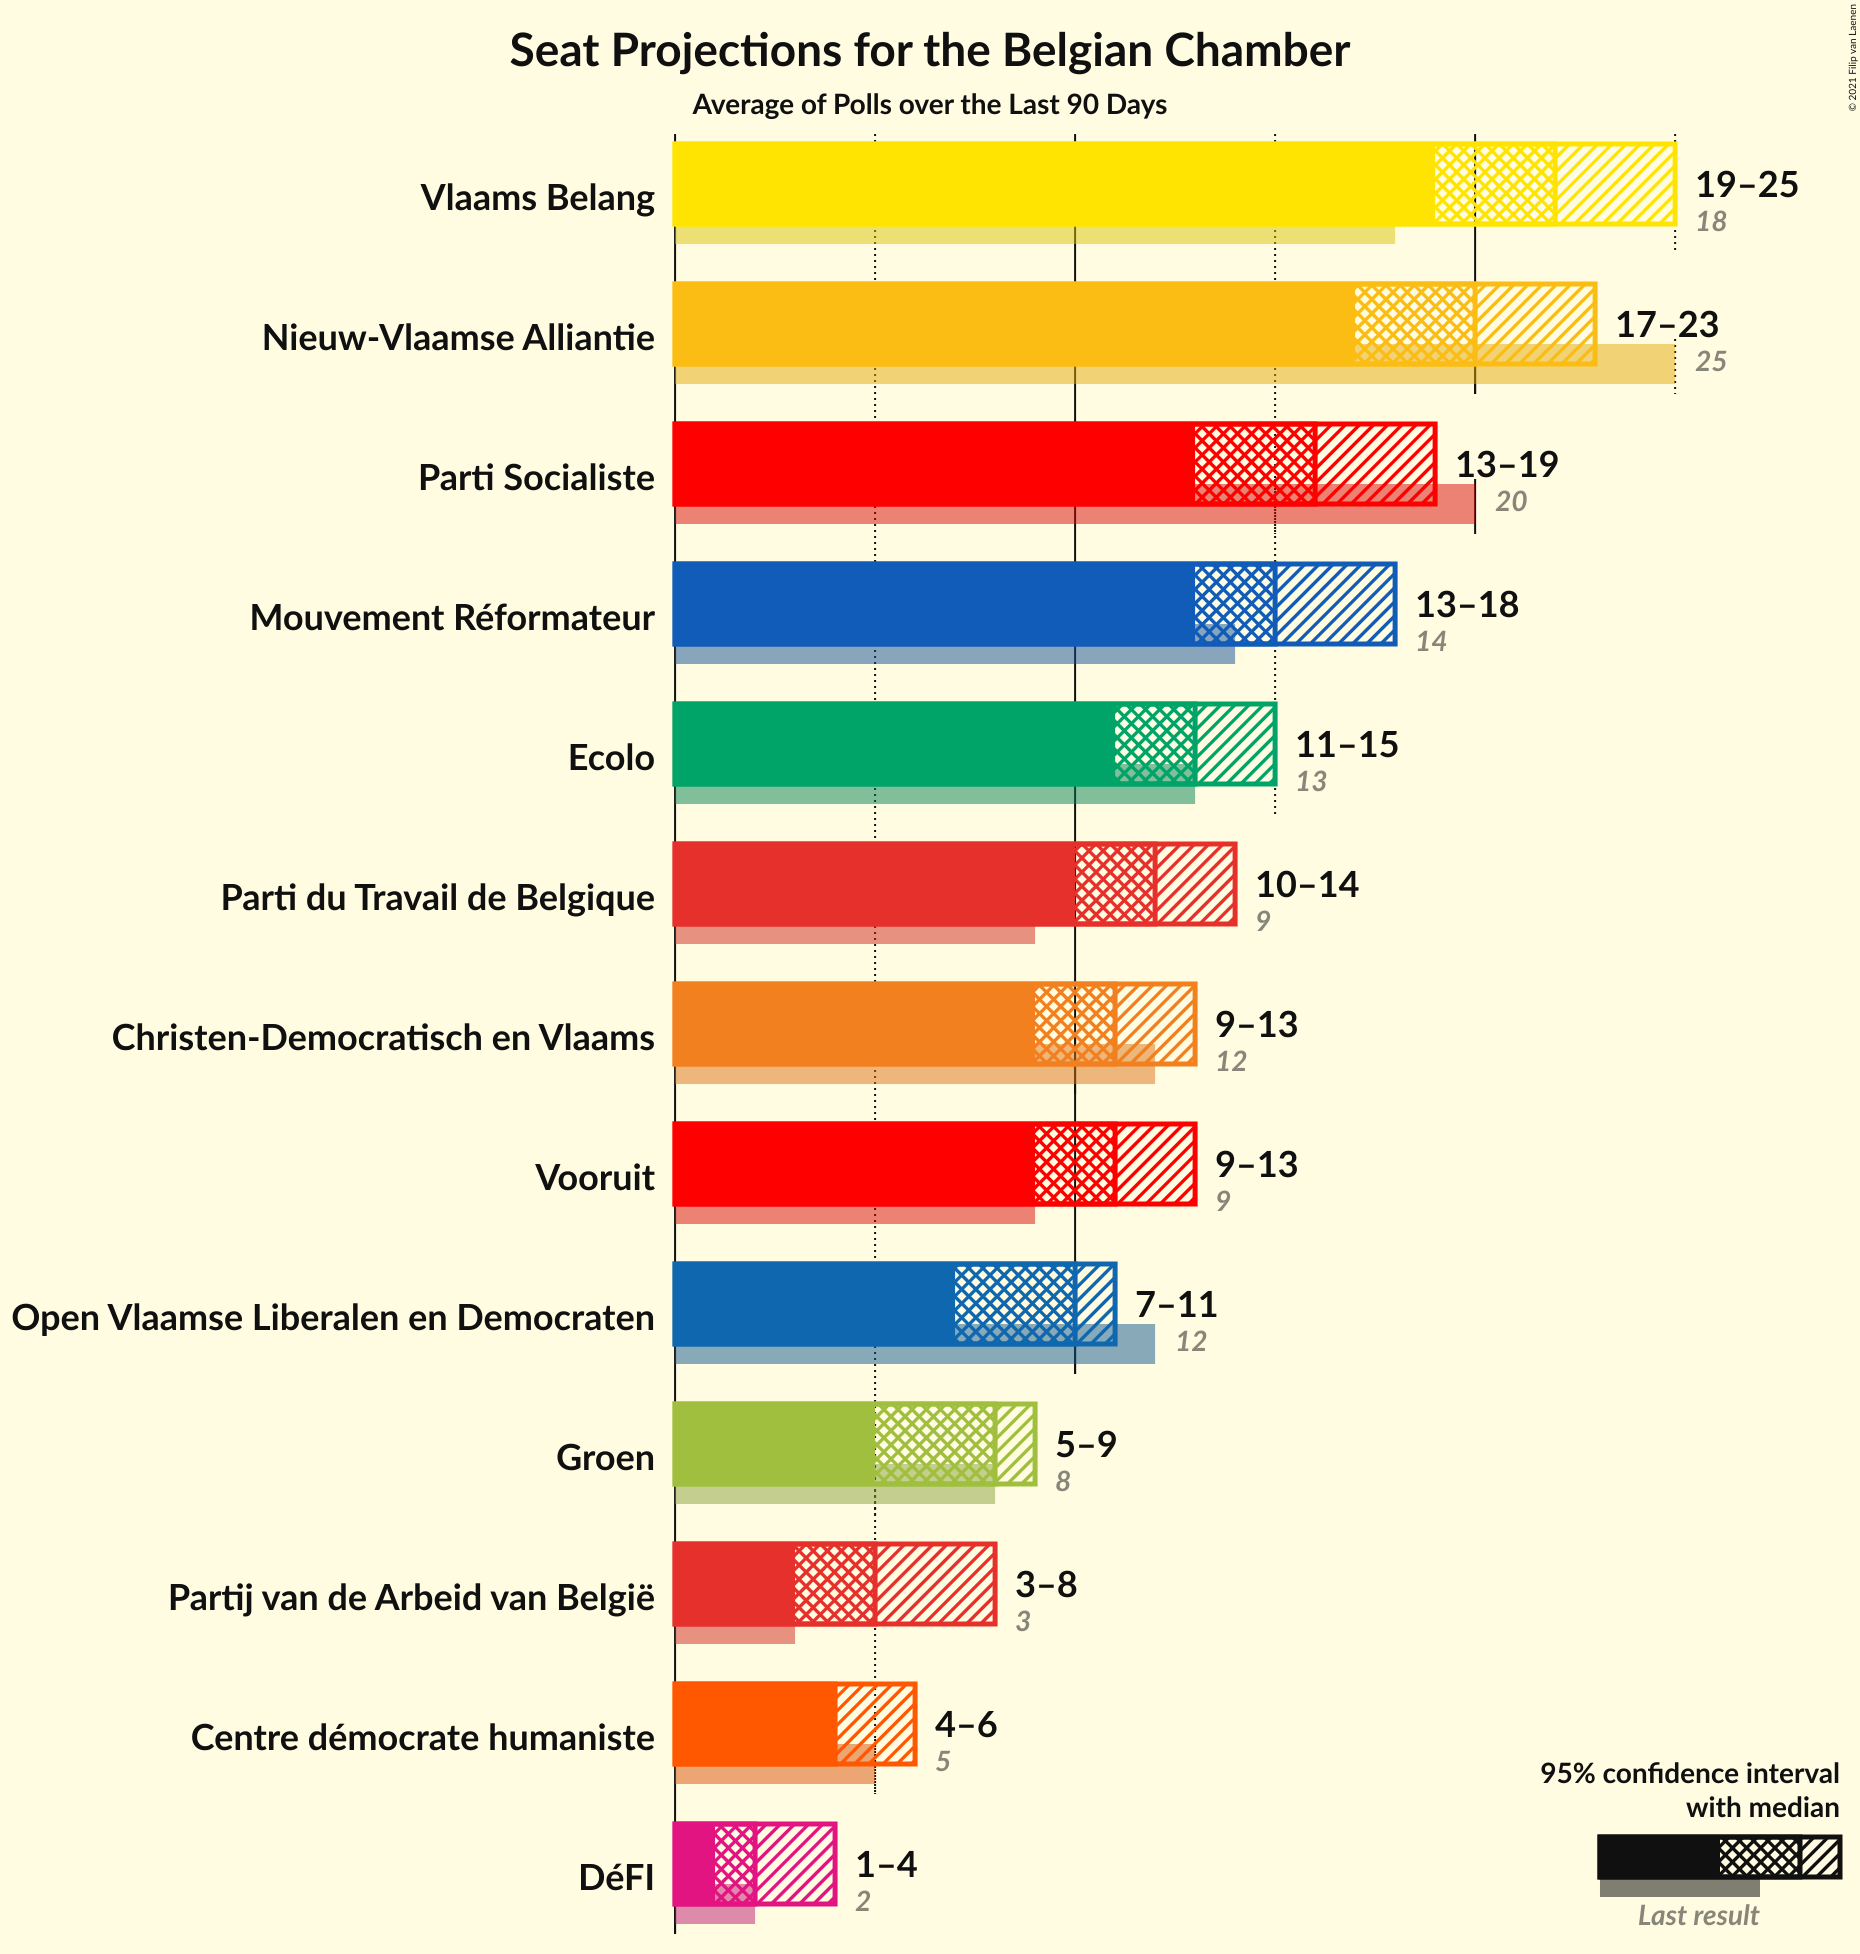 Seat Projections for the Belgian Chamber
Average of Polls over the Last 90 Days
© 2021 Filip van Laenen
Vlaams Belang
19–25
18
Nieuw-Vlaamse Alliantie
17–23
25
Parti Socialiste
13–19
20
Mouvement Réformateur
13–18
14
Ecolo
11–15
13
Parti du Travail de Belgique
10–14
9
Christen-Democratisch en Vlaams
9–13
12
Vooruit
9–13
9
Open Vlaamse Liberalen en Democraten
7–11
12
Groen
5–9
8
Partij van de Arbeid van België
3–8
3
Centre démocrate humaniste
4–6
5
DéFI
1–4
2
95% confidence interval
with median
Last result